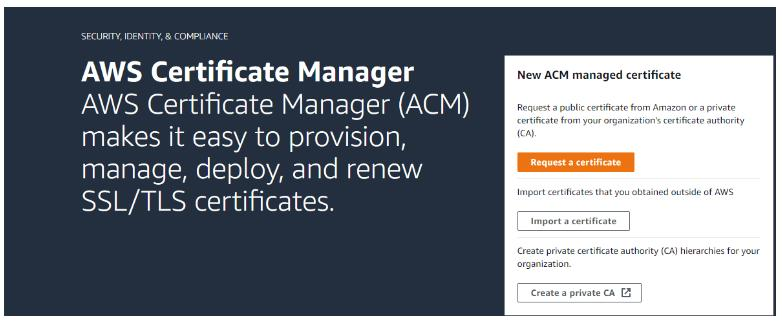 SECURITY, IDENTITY, & COMPLIANCE
AWS Certificate Manager
AWS Certificate Manager (ACM)
makes it easy to provision,
manage, deploy, and renew
SSL/TLS certificates.
New ACM managed certificate
Request a public certificate from Amazon or a private
certificate from your organization's certificate authority
(CA).
Request a certificate
Import certificates that you obtained outside of AWS
Import a certificate
Create private certificate authority (CA) hierarchies for your
organization.
Create a private CA